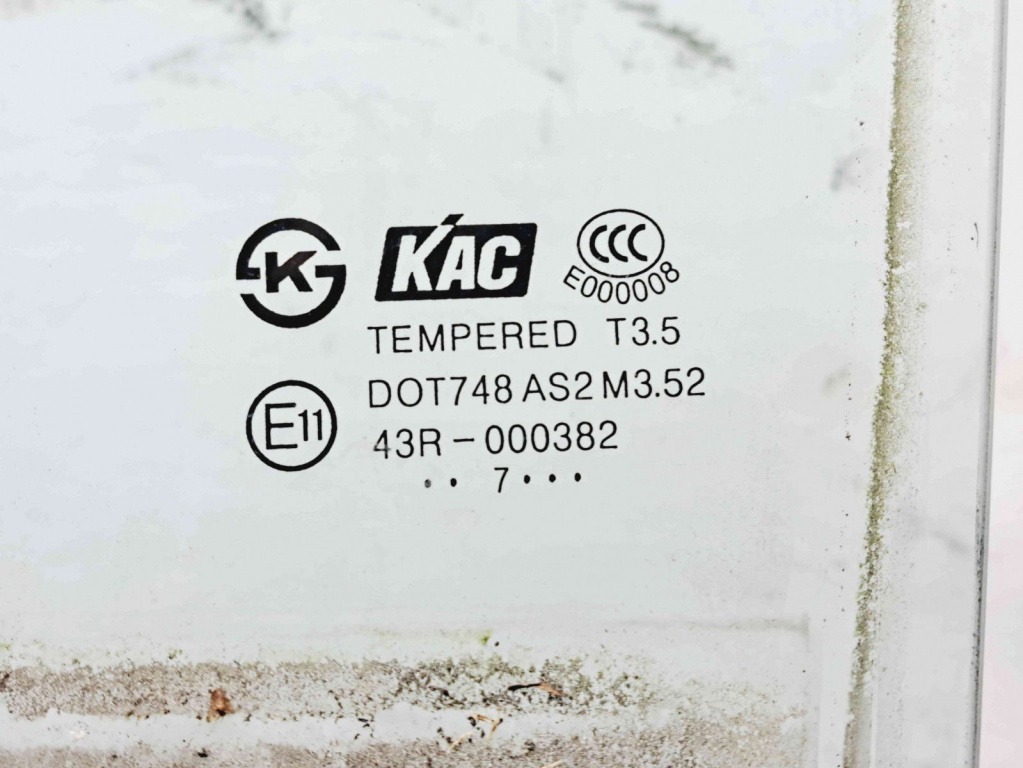 K KAC CCC
E000008
TEMPERED T3.5
DOT748 AS2 M3.52
E11 43R-000382
•• 7•••